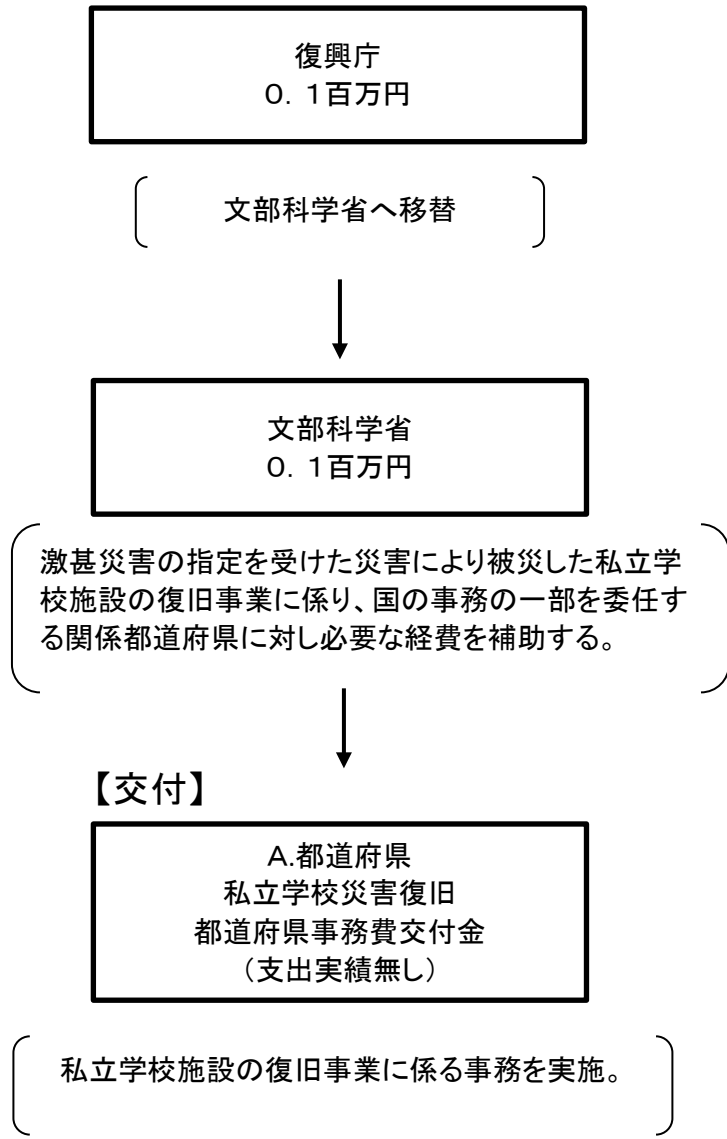 復興庁
０．１百万円
文部科学省へ移替
文部科学省
０．１百万円
激甚災害の指定を受けた災害により被災した私立学
校施設の復旧事業に係り、国の事務の一部を委任す
る関係都道府県に対し必要な経費を補助する。
【交付】
A.都道府県
私立学校災害復旧
都道府県事務費交付金
（支出実績無し）
私立学校施設の復旧事業に係る事務を実施。